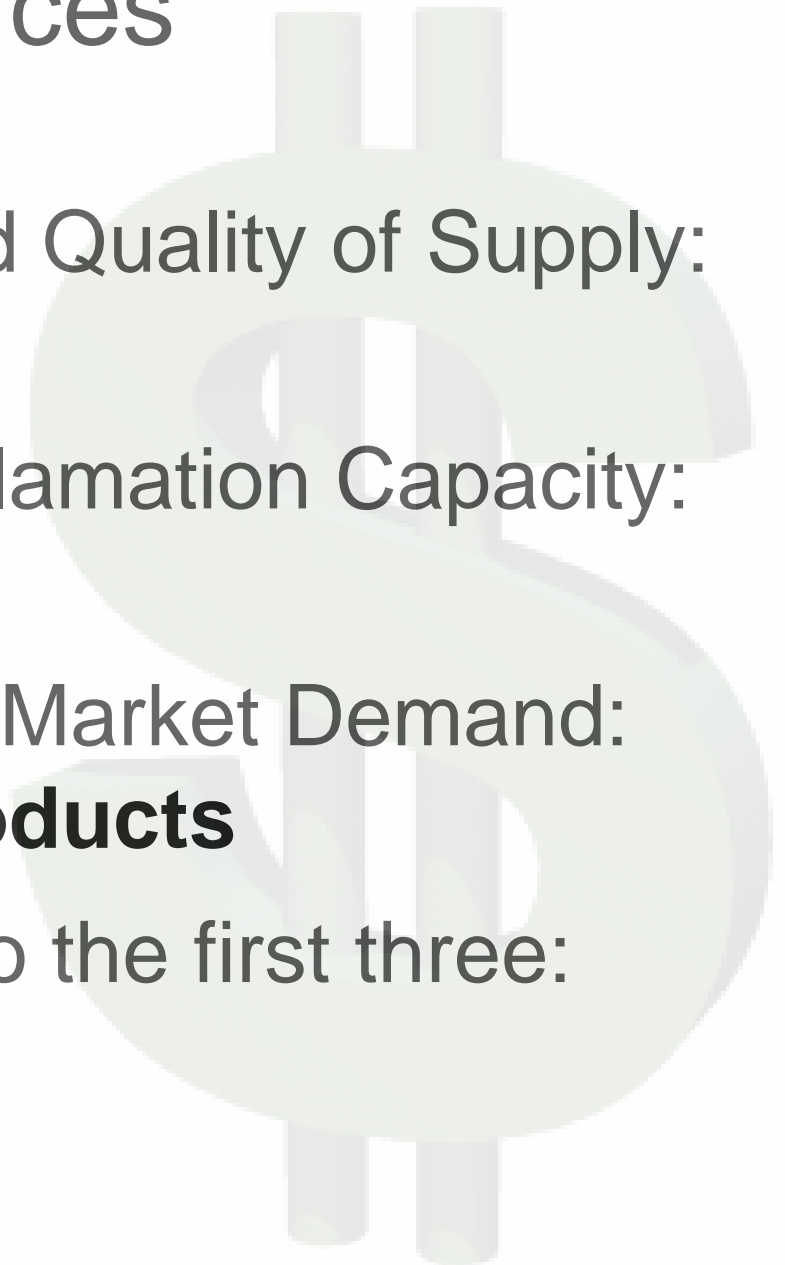 ces
d Quality of Supply:
lamation Capacity:
Market Demand:
oducts
o the first three: